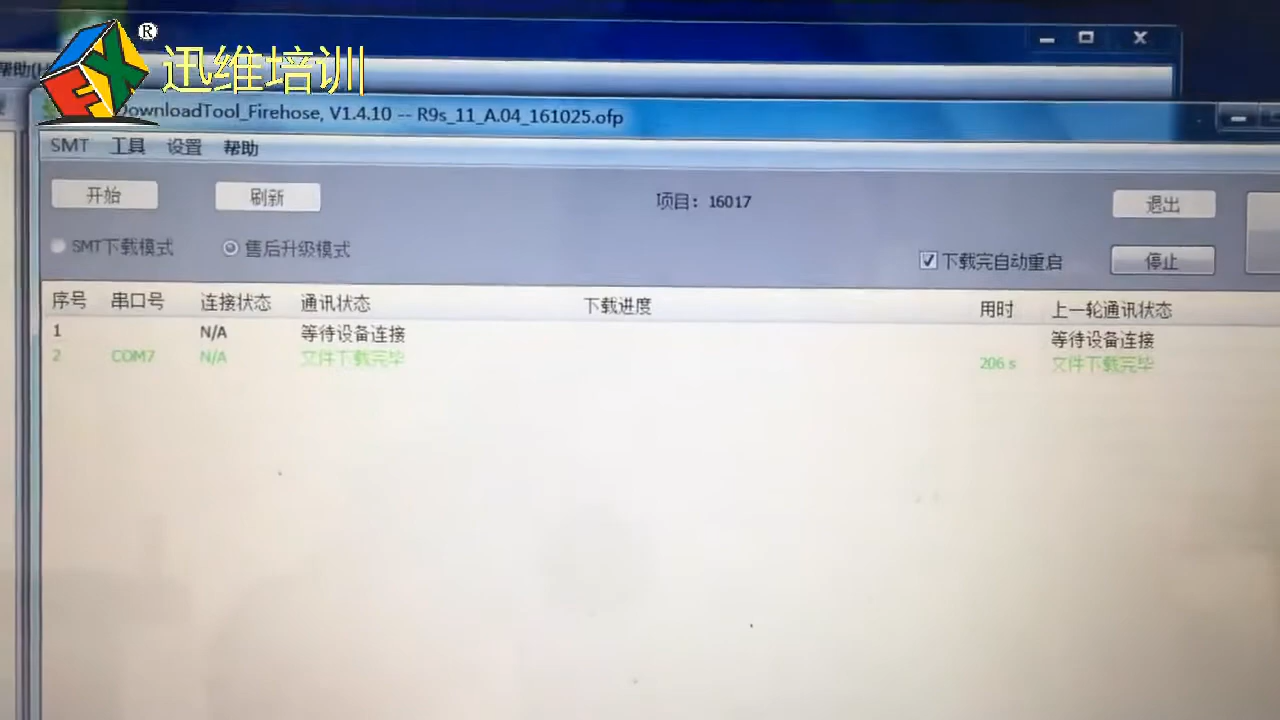 迅维培训
®
帮助(H
DownloadTool_Firehose, V1.4.10 -- R9s_11_A.04_161025.ofp
SMT 工具 设置 帮助
开始 刷新 项目: 16017 退出
SMT下载模式 售后升级模式 下载完自动重启 停止
序号 串口号 连接状态 通讯状态 下载进度 用时 上一轮通讯状态
1 N/A 等待设备连接 等待设备连接
2 COM7 N/A 文件下载完毕 206 s 文件下载完毕